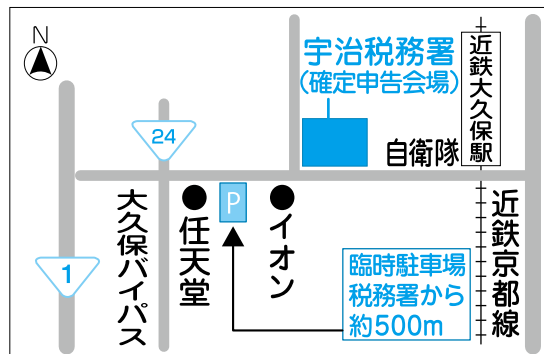 N
宇治税務署
(確定申告会場)
近鉄大久保駅
24
自衛隊
P
大久保バイパス
任天堂
イオン
近鉄京都線
1
臨時駐車場
税務署から
約500m